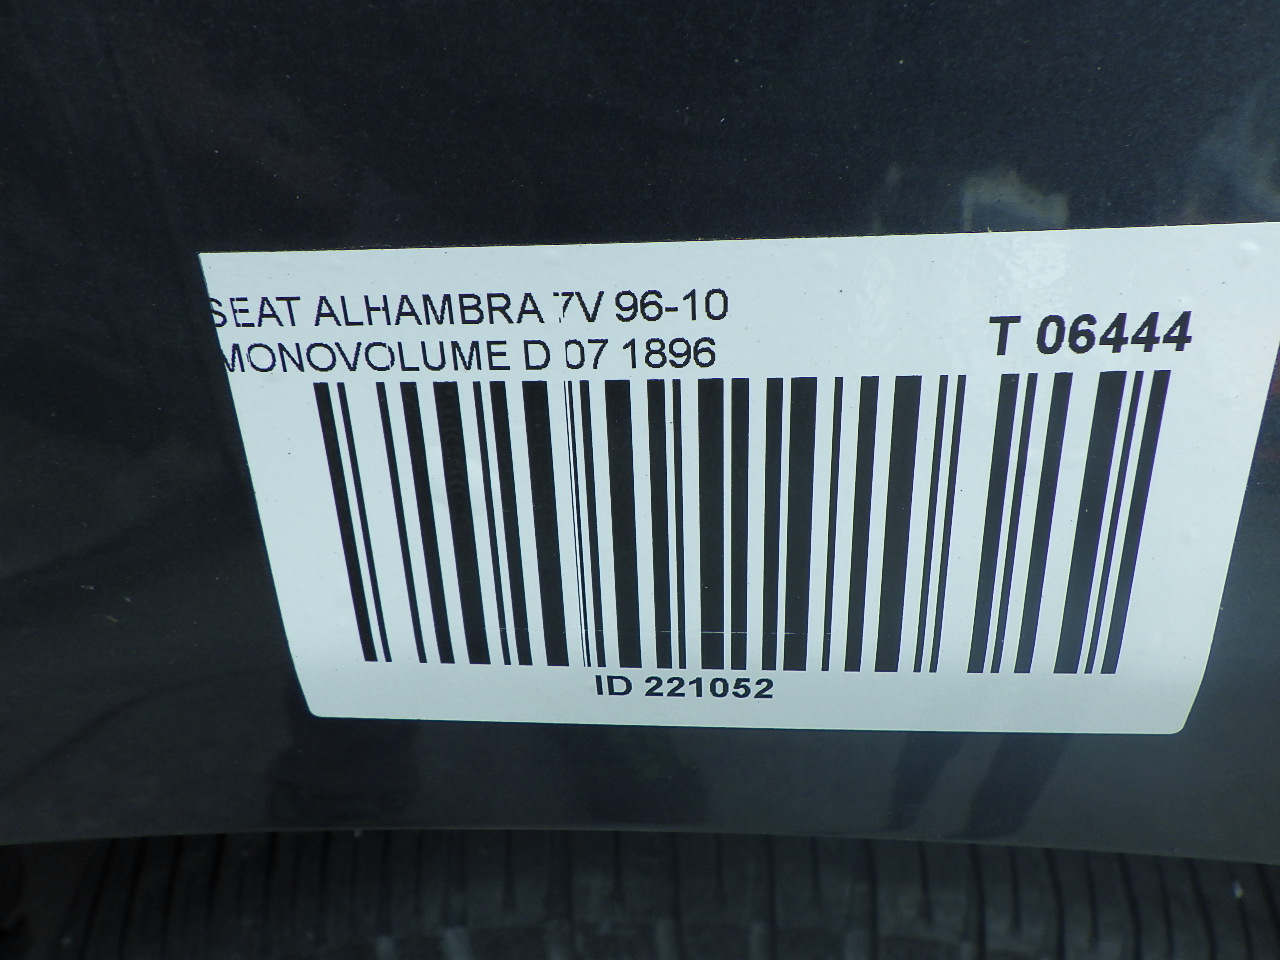 SEAT ALHAMBRA 7V 96-10
MONOVOLUME D 07 1896
T 06444
ID 221052